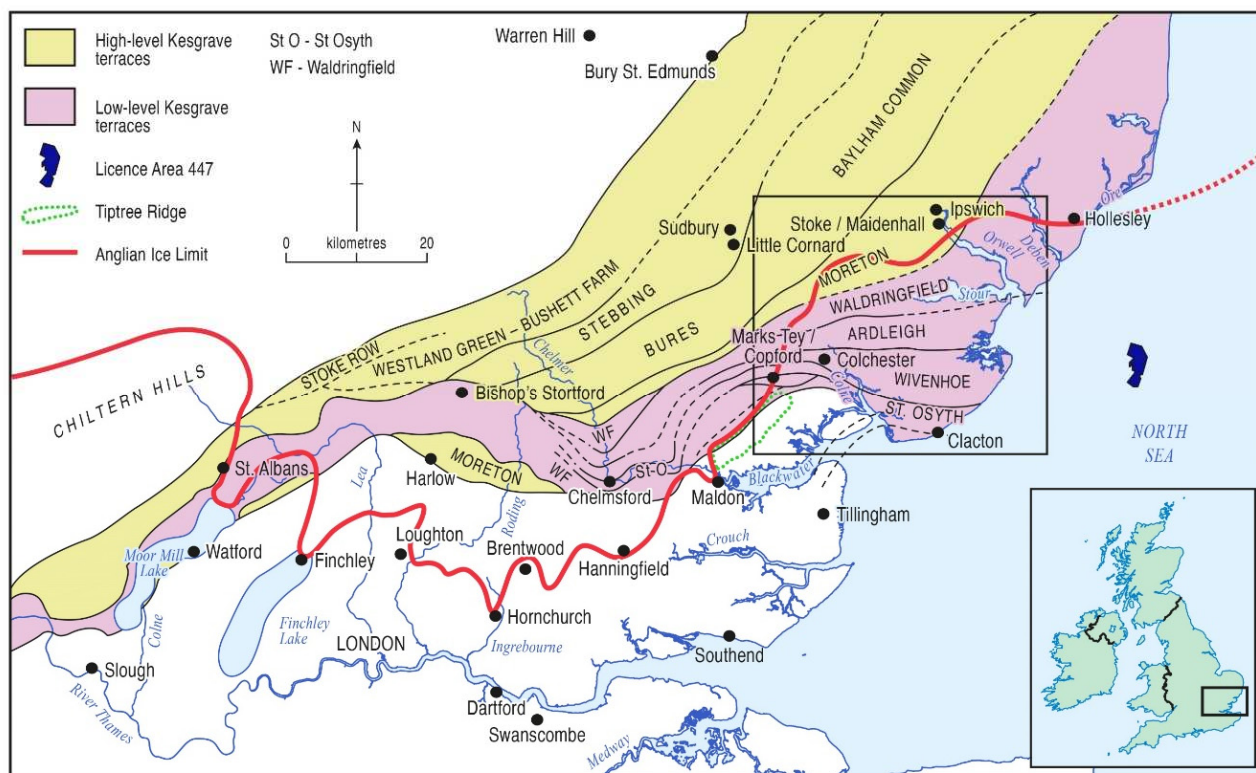 High-level Kesgrave
terraces
Low-level Kesgrave
terraces
Licence Area 447
Tiptree Ridge
Anglian Ice Limit
St O - St Osyth
WF - Waldringfield
N
0
kilometres
20
Warren Hill
Bury St. Edmunds
BAYLHAM COMMON
Sudbury
Little Cornard
Ipswich
Stoke / Maidenhall
Hollesley
Ore
Deben
Orwell
Stour
MORETON
WALDRINGFIELD
ARDLEIGH
Marks-Tey /
Copford
Colchester
Colne
WIVENHOE
ST. OSYTH
Clacton
STOKE ROW
WESTLAND GREEN - BUSHETT FARM
STEBBING
BURES
Chelmer
CHILTERN HILLS
Bishop's Stortford
WF
WF
St-O
St. Albans
Harlow
MORETON
Chelmsford
Maldon
Blackwater
Tillingham
NORTH
SEA
Lea
Roding
Moor Mill
Lake
Watford
Finchley
Loughton
Brentwood
Hanningfield
Crouch
Colne
Finchley
Lake
Hornchurch
Slough
LONDON
Ingrebourne
Southend
River Thames
Dartford
Swanscombe
Medway